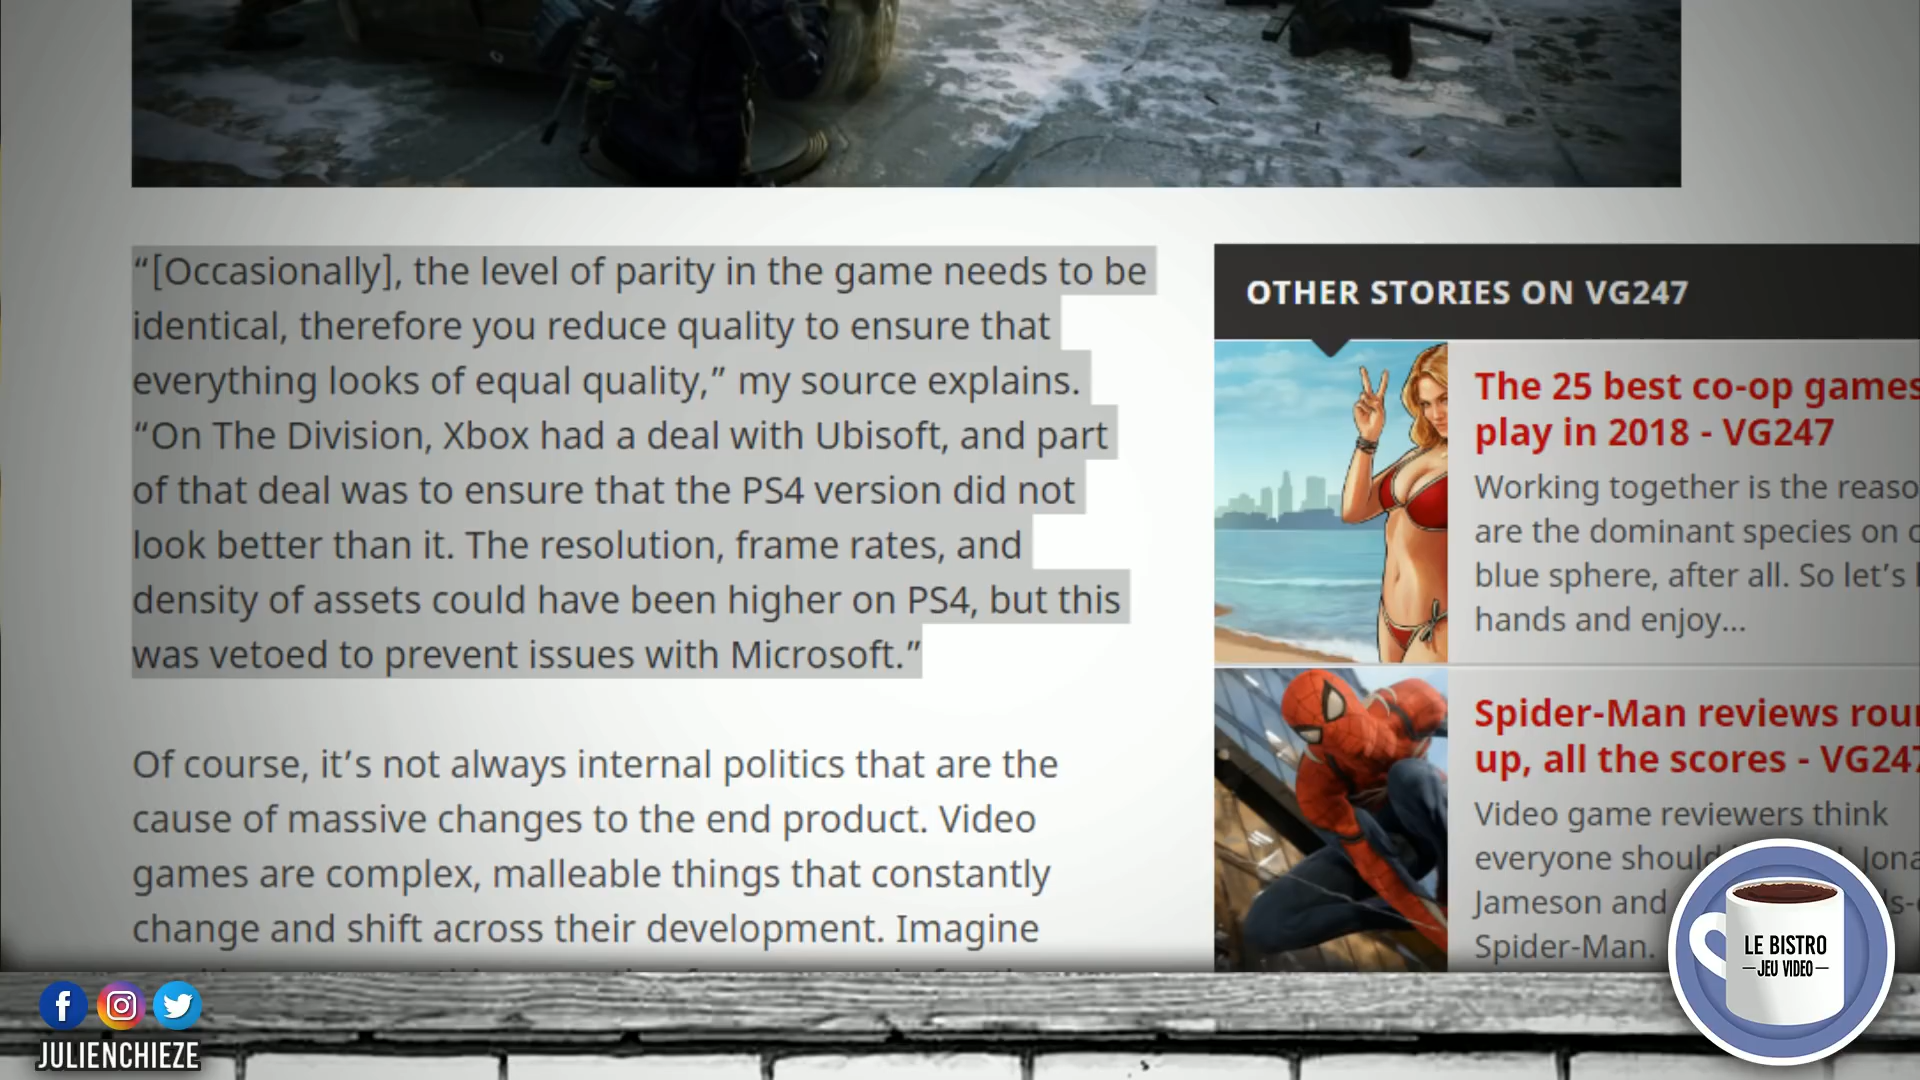 “[Occasionally], the level of parity in the game needs to be
identical, therefore you reduce quality to ensure that
everything looks of equal quality,” my source explains.
“On The Division, Xbox had a deal with Ubisoft, and part
of that deal was to ensure that the PS4 version did not
look better than it. The resolution, frame rates, and
density of assets could have been higher on PS4, but this
was vetoed to prevent issues with Microsoft.”
Of course, it’s not always internal politics that are the
cause of massive changes to the end product. Video
games are complex, malleable things that constantly
change and shift across their development. Imagine
OTHER STORIES ON VG247
The 25 best co-op games
play in 2018 - VG247
Working together is the
are the dominant species on
blue sphere, after all. So let’s
hands and enjoy...
Spider-Man reviews
up, all the scores - VG247
Video game reviewers think
everyone should
Jameson and
Spider-Man.
LE BISTRO
—JEU VIDEO—
JULIENCHIEZE